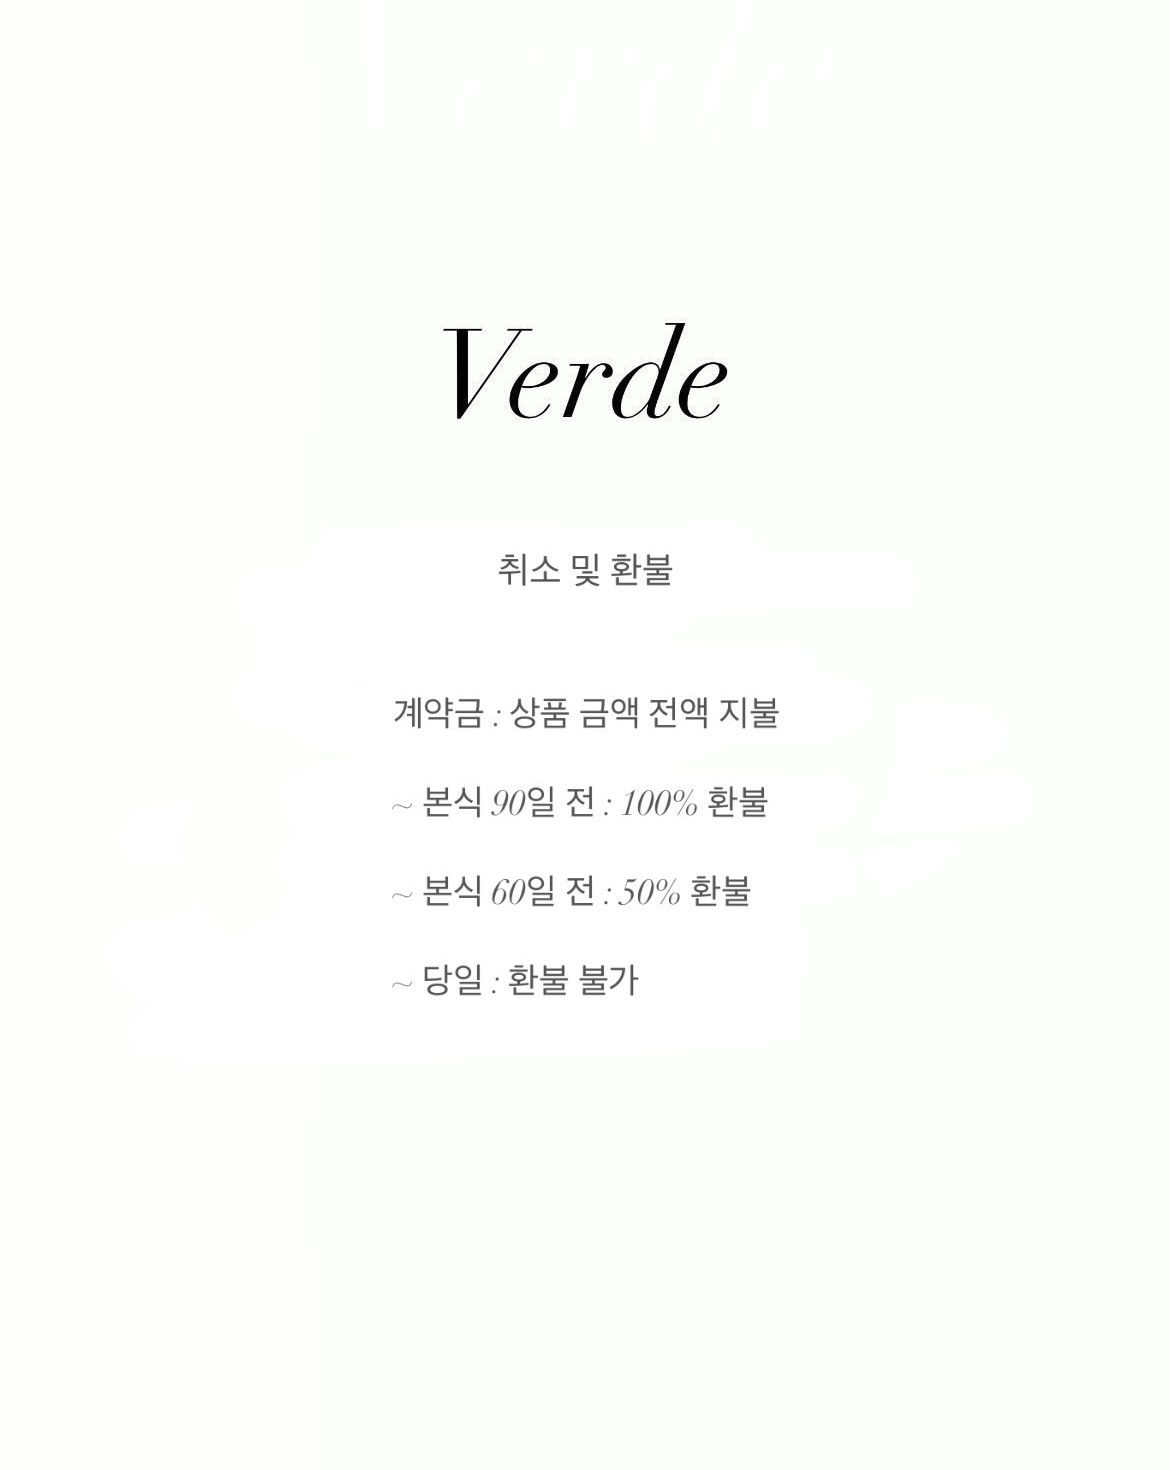 Verde
취소 및 환불
계약금 : 상품 금액 전액 지불
~ 본식 90일 전 : 100% 환불
~ 본식 60일 전 : 50% 환불
~ 당일 : 환불 불가